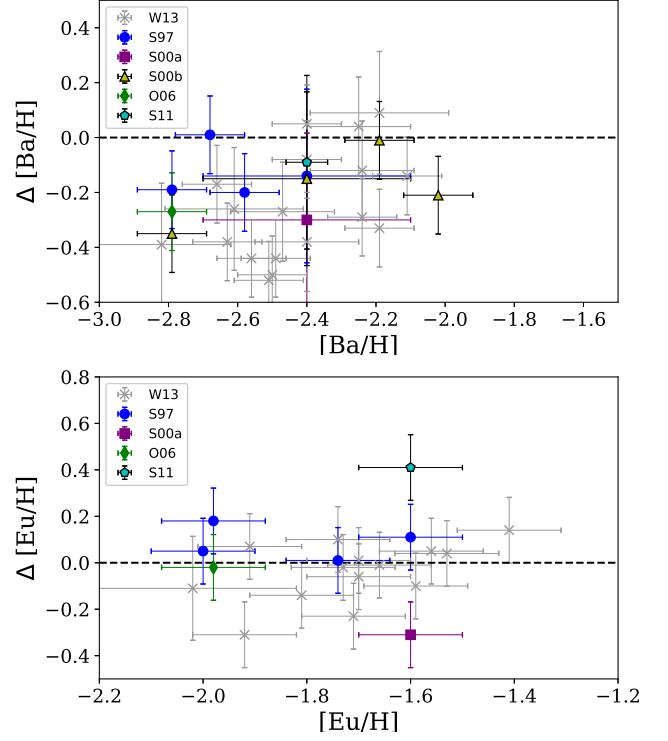 W13
S97
S00a
S00b
O06
S11
0.4
0.2
0.0
−0.2
−0.4
−0.6
Δ [Ba/H]
−3.0 −2.8 −2.6 −2.4 −2.2 −2.0 −1.8 −1.6
[Ba/H]
W13
S97
S00a
O06
S11
0.8
0.6
0.4
0.2
0.0
−0.2
−0.4
Δ [Eu/H]
−2.2 −2.0 −1.8 −1.6 −1.4 −1.2
[Eu/H]